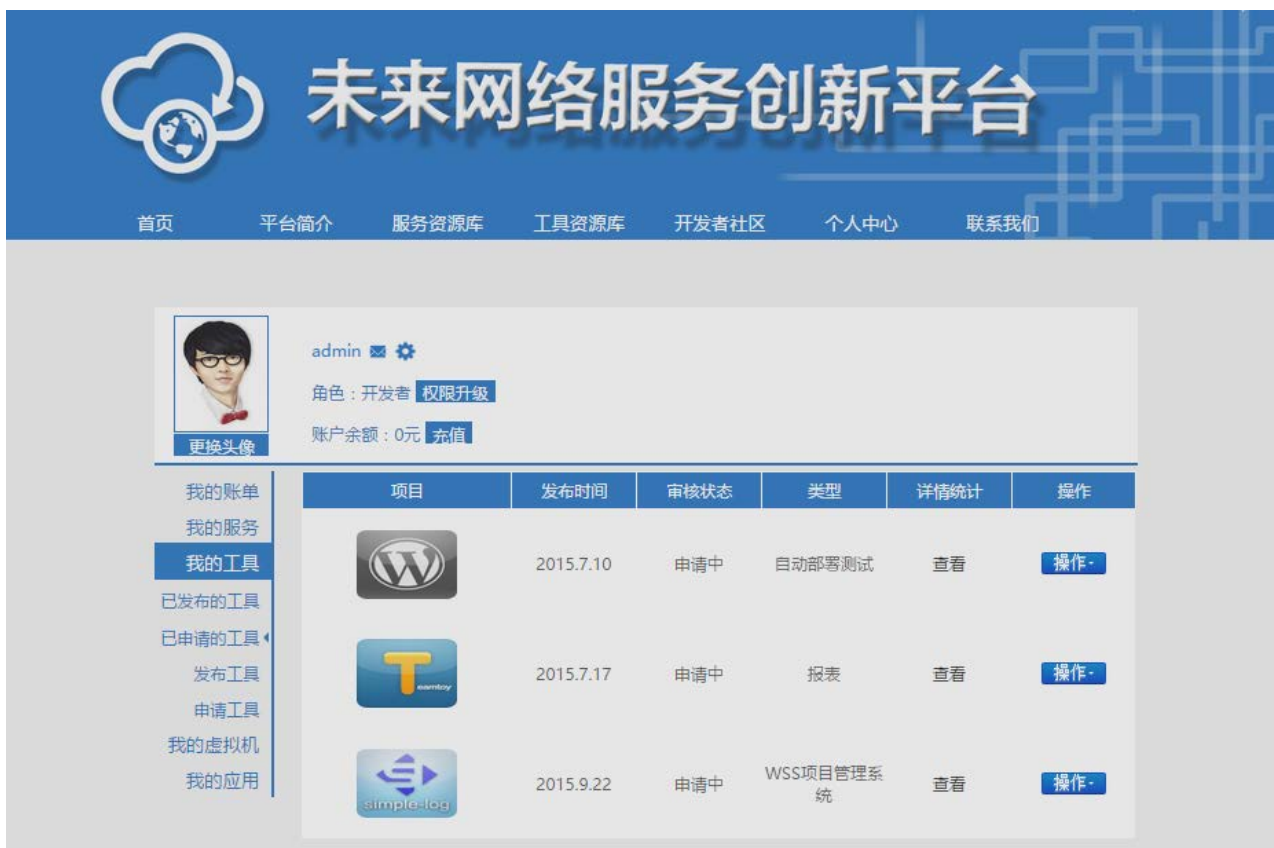 未来网络服务创新平台
首页 平台简介 服务资源库 工具资源库 开发者社区 个人中心 联系我们
admin
角色：开发者 权限升级
账户余额：0元 充值
更换头像
我的账单
我的服务
我的工具
已发布的工具
已申请的工具
发布工具
申请工具
我的虚拟机
我的应用
项目 发布时间 审核状态 类型 详情统计 操作
W 2015.7.10 申请中 自动部署测试 查看 操作-
Teamtoy 2015.7.17 申请中 报表 查看 操作-
simple-log 2015.9.22 申请中 WSS项目管理系 查看 操作-
统